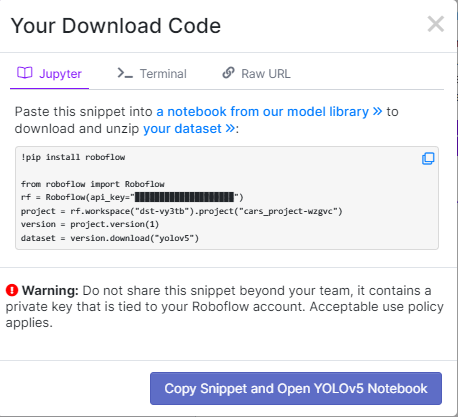 Your Download Code
Jupyter
Terminal
Raw URL
Paste this snippet into a notebook from our model library » to
download and unzip your dataset »:
!pip install roboflow
from roboflow import Roboflow
rf = Roboflow(api_key="████████████████████")
project = rf.workspace("dst-vy3tb").project("cars_project-wzgvc")
version = project.version(1)
dataset = version.download("yolov5")
Warning: Do not share this snippet beyond your team, it contains a
private key that is tied to your Roboflow account. Acceptable use policy
applies.
Copy Snippet and Open YOLOv5 Notebook